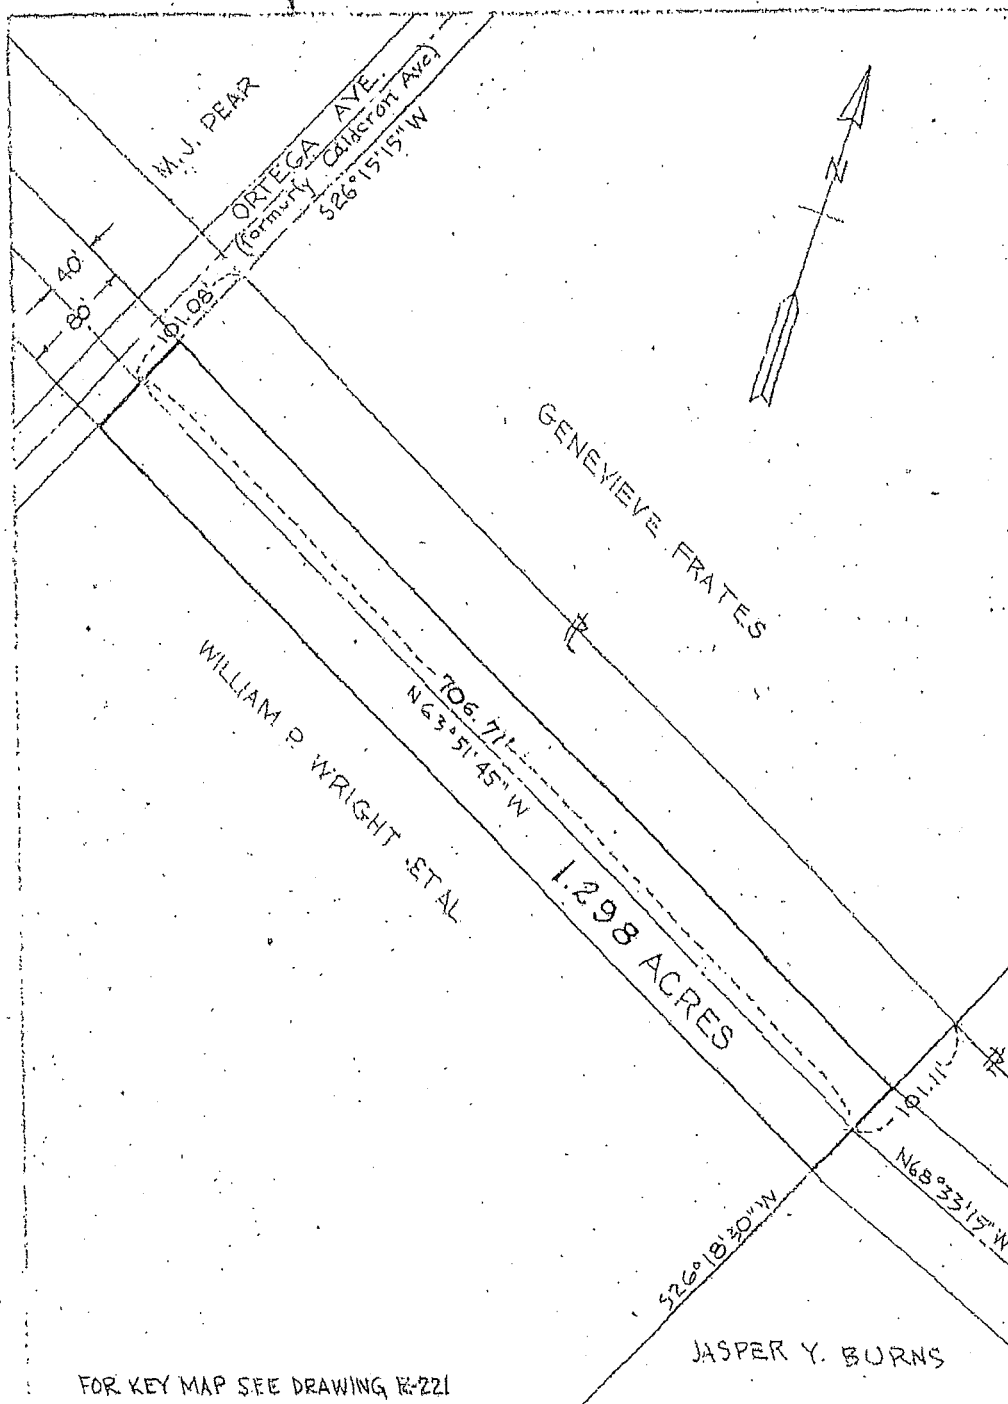 M.J. PEAR
ORTEGA AVE.
(formerly Calderon Ave)
S26°15'15"W
N
40'
80'
101.08'
GENEVIEVE FRATES
WILLIAM P. WRIGHT ET AL
706.71'
N63°51'45"W
1.298 ACRES
101.11'
N68°33'15"W
S26°18'30"W
JASPER Y. BURNS
FOR KEY MAP SEE DRAWING R-221